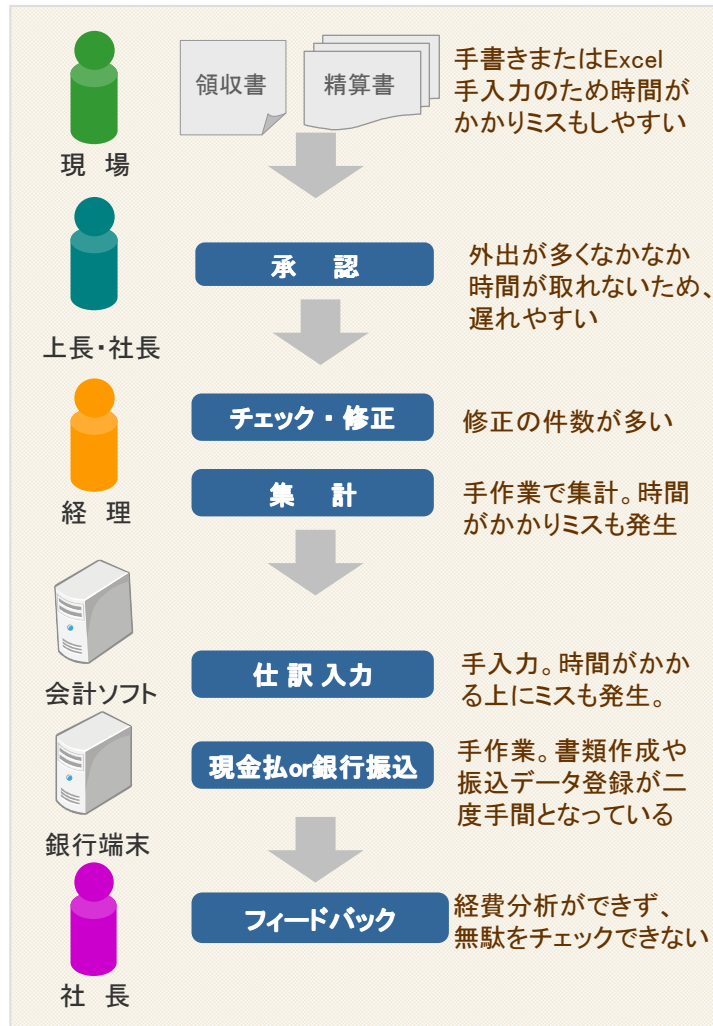 領収書
精算書
手書きまたはExcel
手入力のため時間が
かかりミスもしやすい
現 場
承 認
外出が多くなかなか
時間が取れないため、
遅れやすい
上長・社長
チェック・修正
修正の件数が多い
集 計
手作業で集計。時間
がかかりミスも発生
経 理
仕訳入力
手入力。時間がかか
る上にミスも発生。
会計ソフト
現金払or銀行振込
手作業。書類作成や
振込データ登録が二
度手間となっている
銀行端末
フィードバック
経費分析ができず、
無駄をチェックできない
社 長